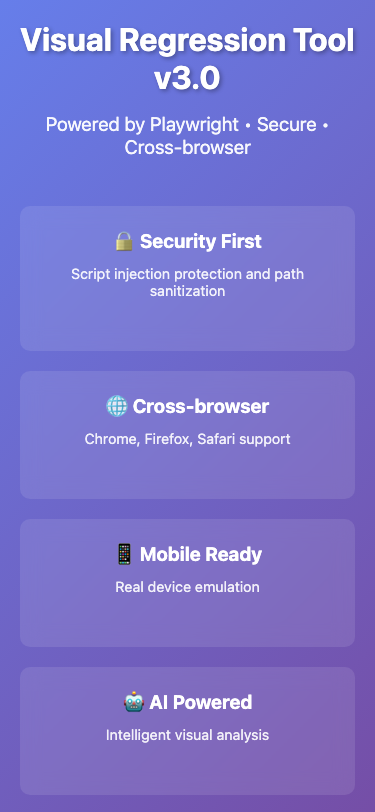 Visual Regression Tool
v3.0
Powered by Playwright • Secure •
Cross-browser
🔒 Security First
Script injection protection and path
sanitization
🌐 Cross-browser
Chrome, Firefox, Safari support
📱 Mobile Ready
Real device emulation
🤖 AI Powered
Intelligent visual analysis